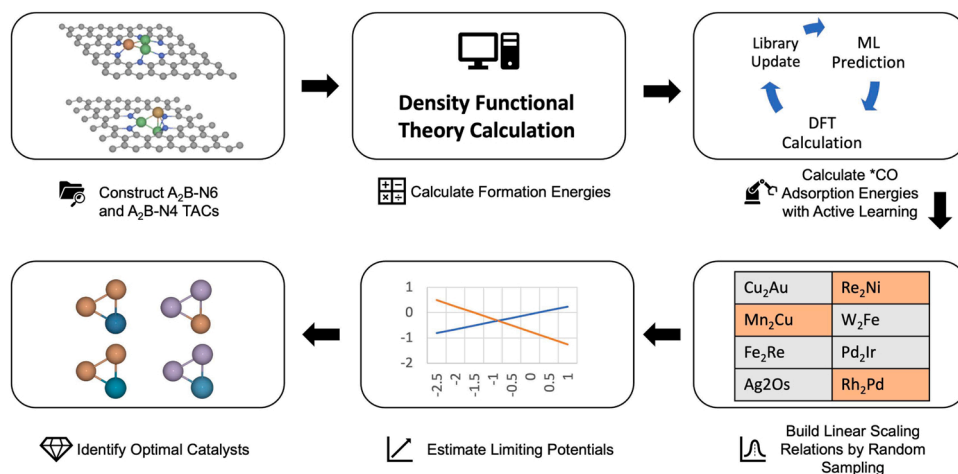 Density Functional
Theory Calculation
Library
Update
ML
Prediction
DFT
Calculation
Construct A₂B-N6
and A₂B-N4 TACs
Calculate Formation Energies
Calculate *CO
Adsorption Energies
with Active Learning
1
0
-1
-2
-2.5
-2
-1.5
-1
-0.5
0
0.5
1
Cu₂Au
Re₂Ni
Mn₂Cu
W₂Fe
Fe₂Re
Pd₂Ir
Ag2Os
Rh₂Pd
Identify Optimal Catalysts
Estimate Limiting Potentials
Build Linear Scaling
Relations by Random
Sampling